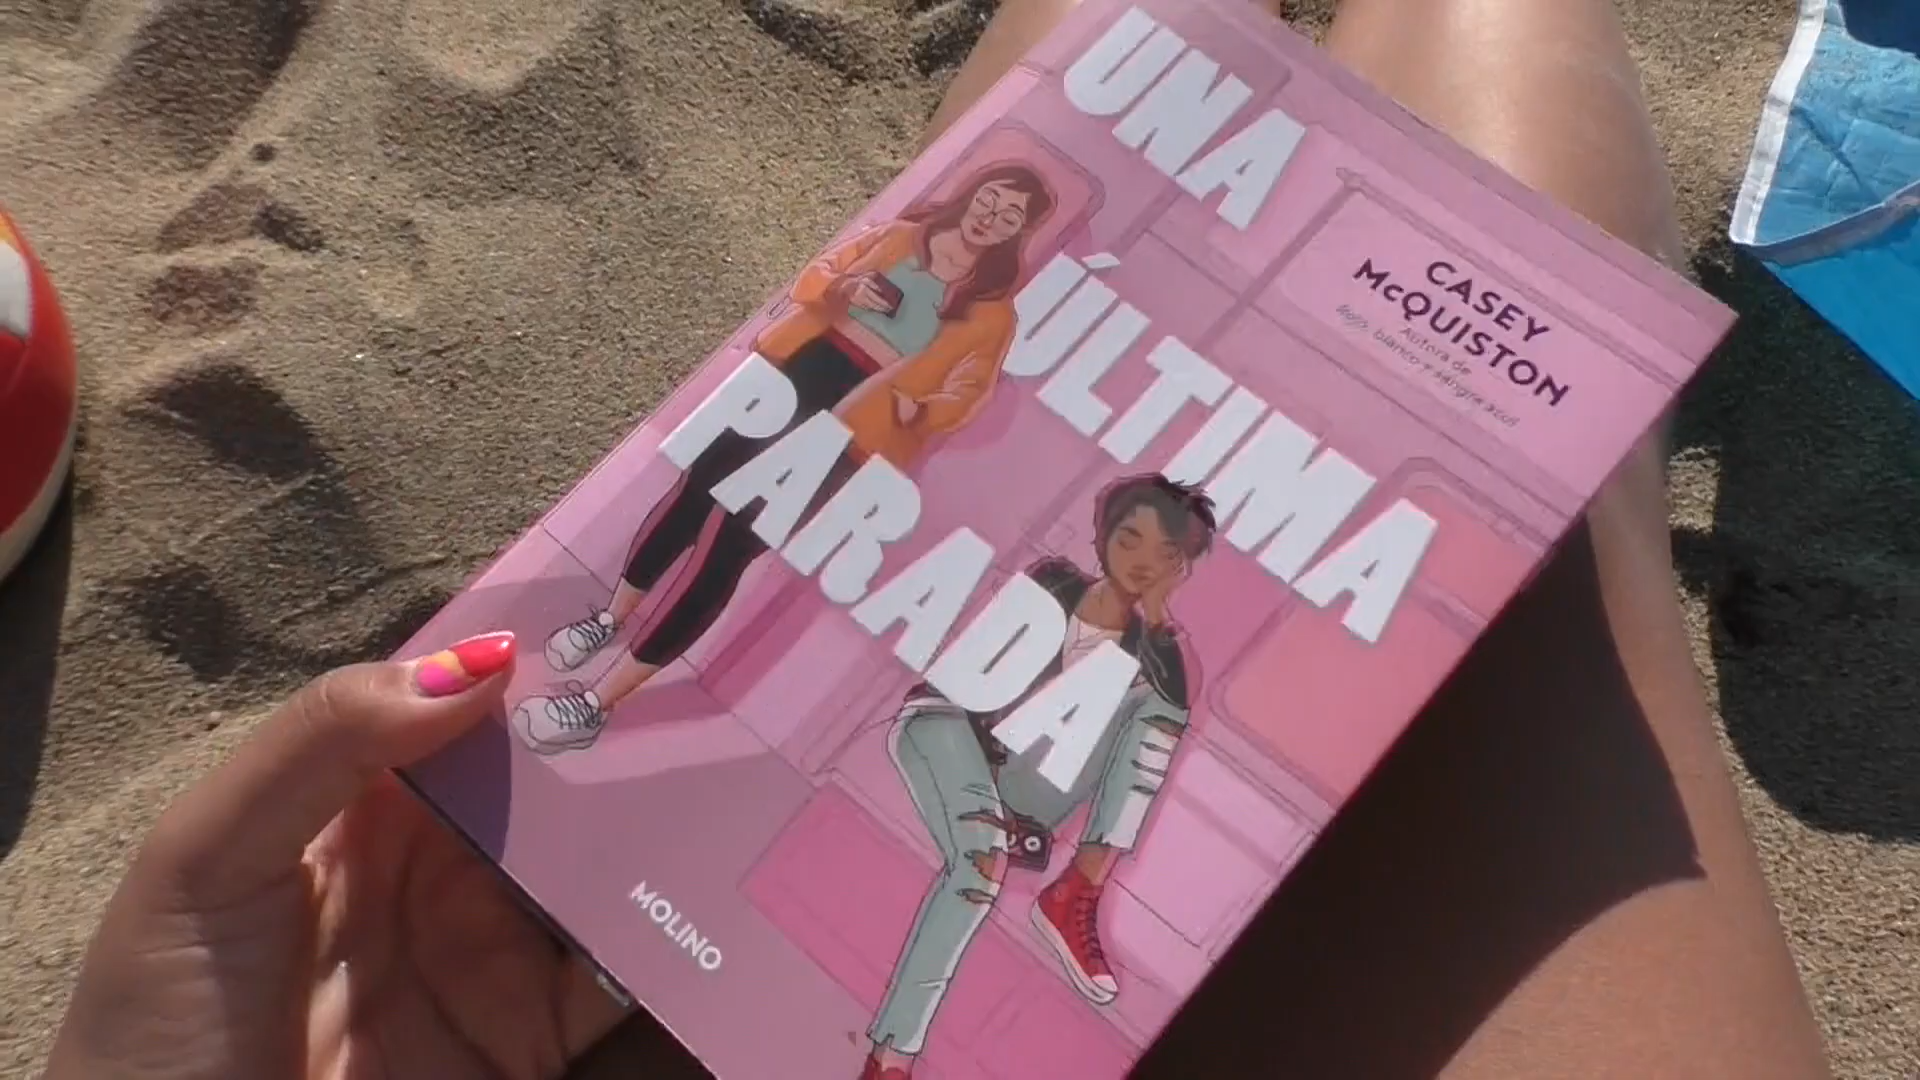 UNA
ÚLTIMA
PARADA
CASEY
McQUISTON
Autora de
Rojo, blanco y sangre azul
MOLINO